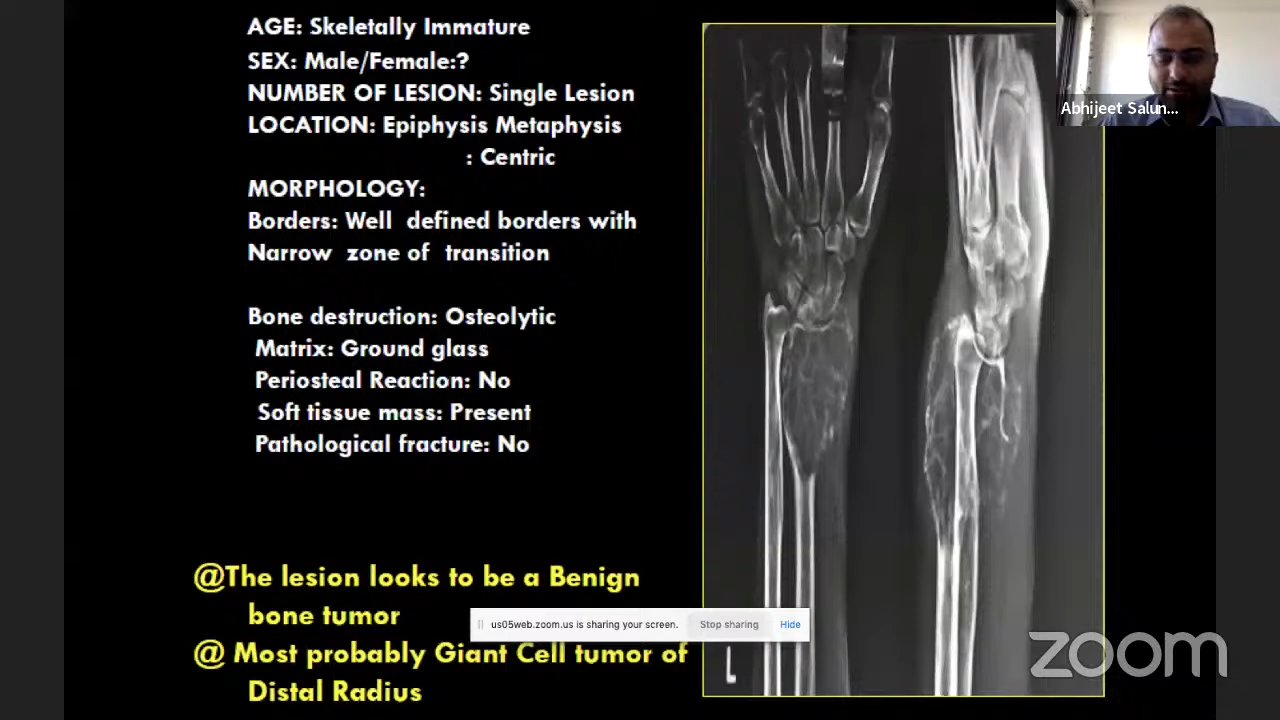 AGE: Skeletally Immature
SEX: Male/Female:?
NUMBER OF LESION: Single Lesion
LOCATION: Epiphysis Metaphysis
: Centric
MORPHOLOGY:
Borders: Well defined borders with
Narrow zone of transition
Bone destruction: Osteolytic
Matrix: Ground glass
Periosteal Reaction: No
Soft tissue mass: Present
Pathological fracture: No
@The lesion looks to be a Benign
bone tumor
@ Most probably Giant Cell tumor of
Distal Radius
us05web.zoom.us is sharing your screen. Stop sharing Hide
L
Abhijeet Salun...
zoom